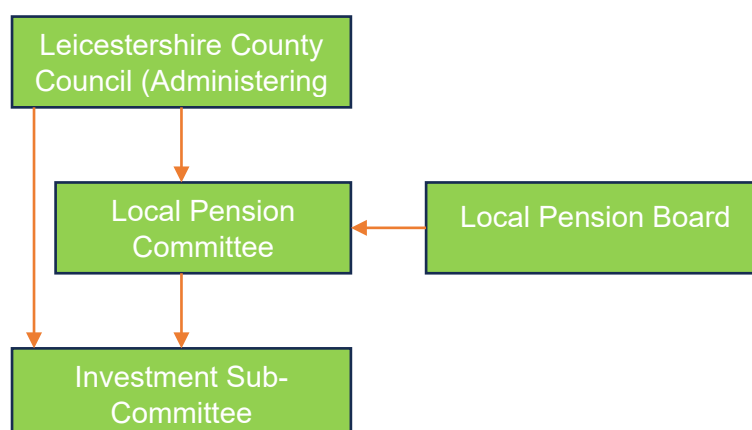 Leicestershire County
Council (Administering
Local Pension
Committee
Local Pension Board
Investment Sub-
Committee